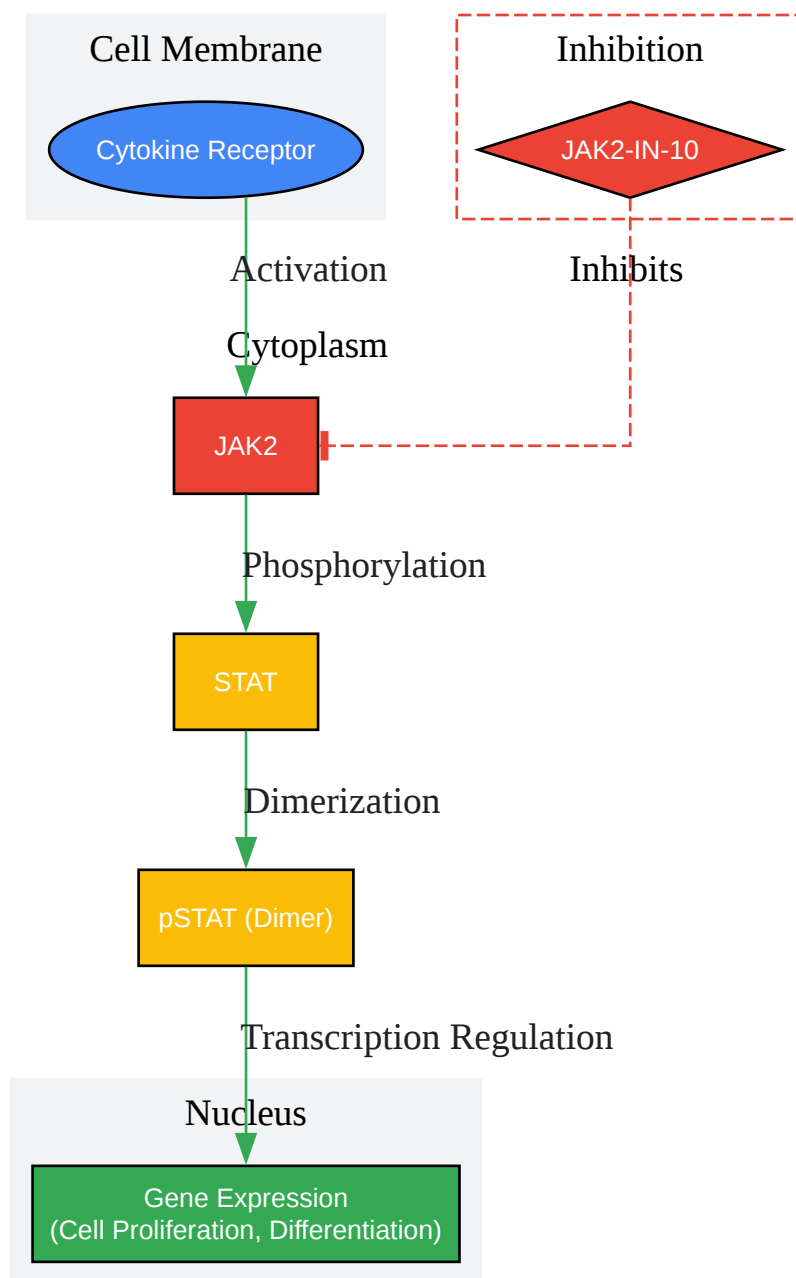 Cell Membrane
Inhibition
Cytokine Receptor
JAK2-IN-10
Activation
Inhibits
Cytoplasm
JAK2
Phosphorylation
STAT
Dimerization
pSTAT (Dimer)
Transcription Regulation
Nucleus
Gene Expression
(Cell Proliferation, Differentiation)